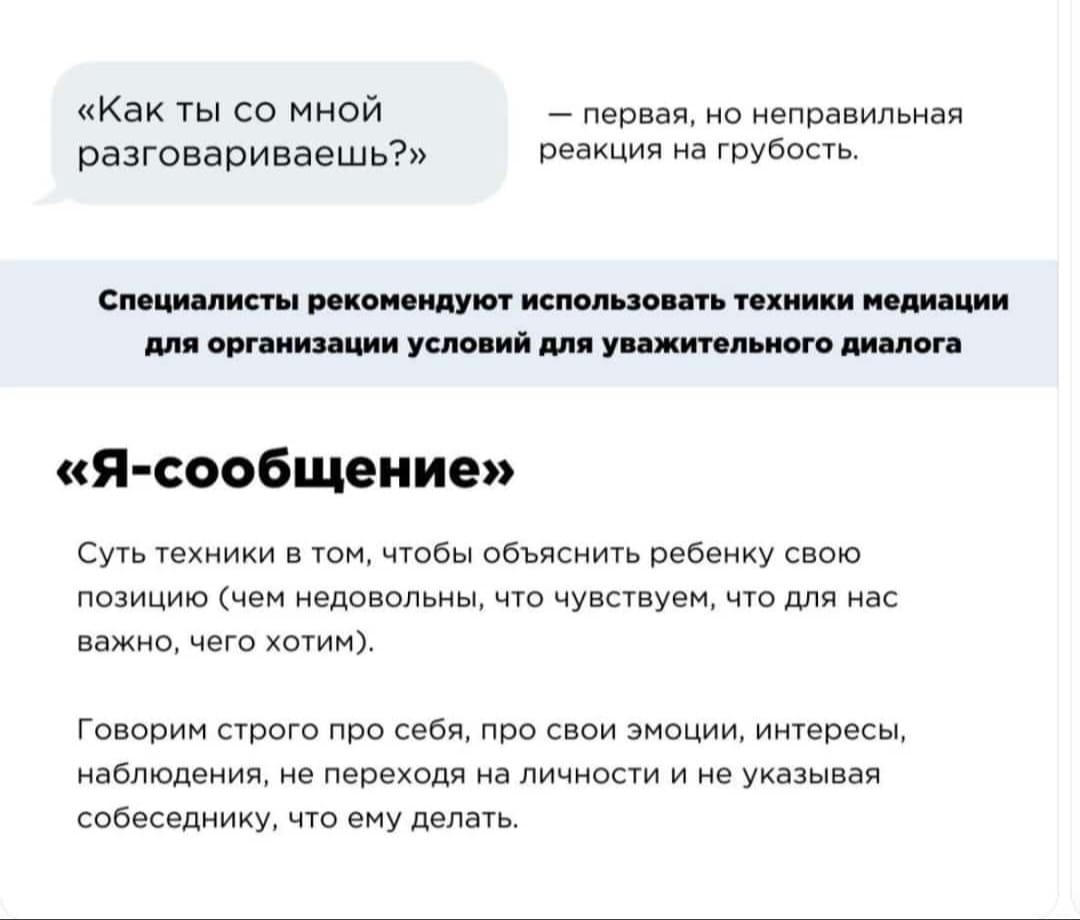 «Как ты со мной
разговариваешь?»
— первая, но неправильная
реакция на грубость.
Специалисты рекомендуют использовать техники медиации
для организации условий для уважительного диалога
«Я-сообщение»
Суть техники в том, чтобы объяснить ребенку свою
позицию (чем недовольны, что чувствуем, что для нас
важно, чего хотим).
Говорим строго про себя, про свои эмоции, интересы,
наблюдения, не переходя на личности и не указывая
собеседнику, что ему делать.